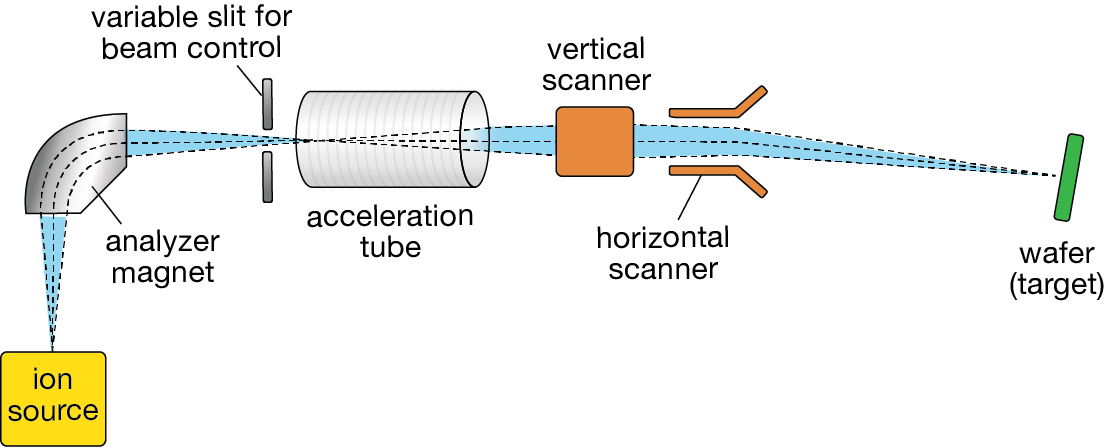 variable slit for
beam control
vertical
scanner
acceleration
tube
analyzer
magnet
horizontal
scanner
wafer
(target)
ion
source